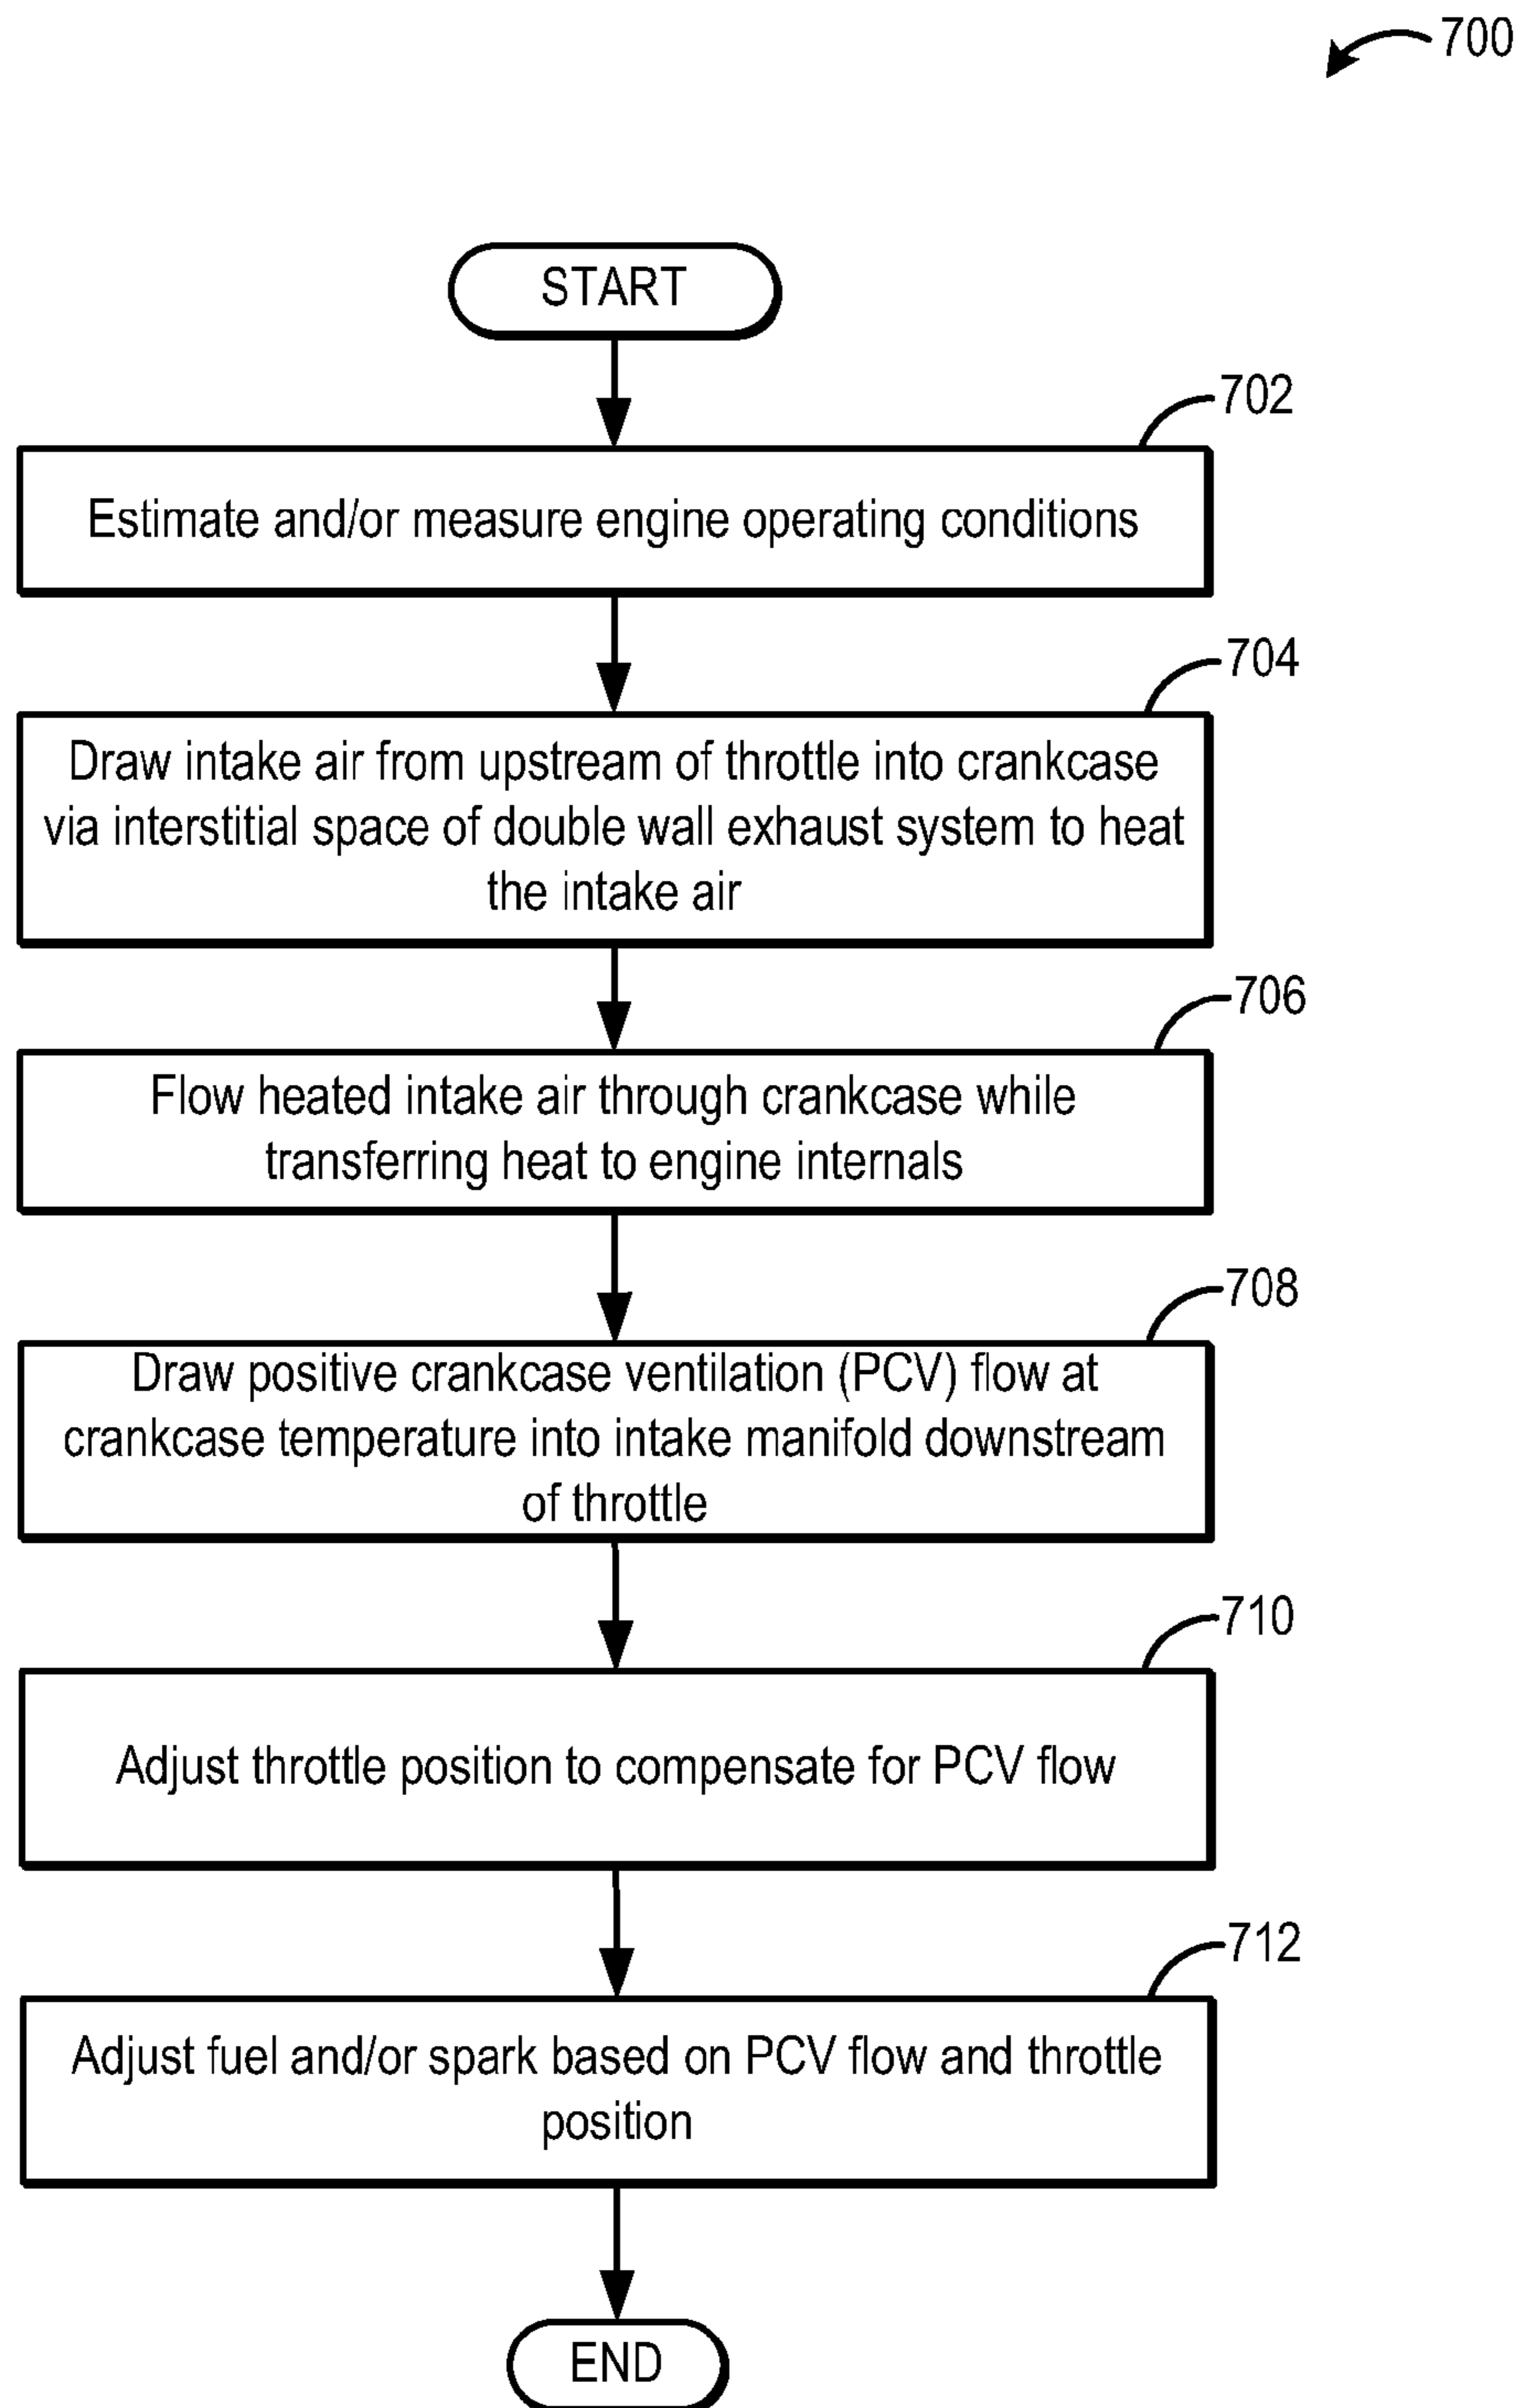 700
START
702
Estimate and/or measure engine operating conditions
704
Draw intake air from upstream of throttle into crankcase
via interstitial space of double wall exhaust system to heat
the intake air
706
Flow heated intake air through crankcase while
transferring heat to engine internals
708
Draw positive crankcase ventilation (PCV) flow at
crankcase temperature into intake manifold downstream
of throttle
710
Adjust throttle position to compensate for PCV flow
712
Adjust fuel and/or spark based on PCV flow and throttle
position
END